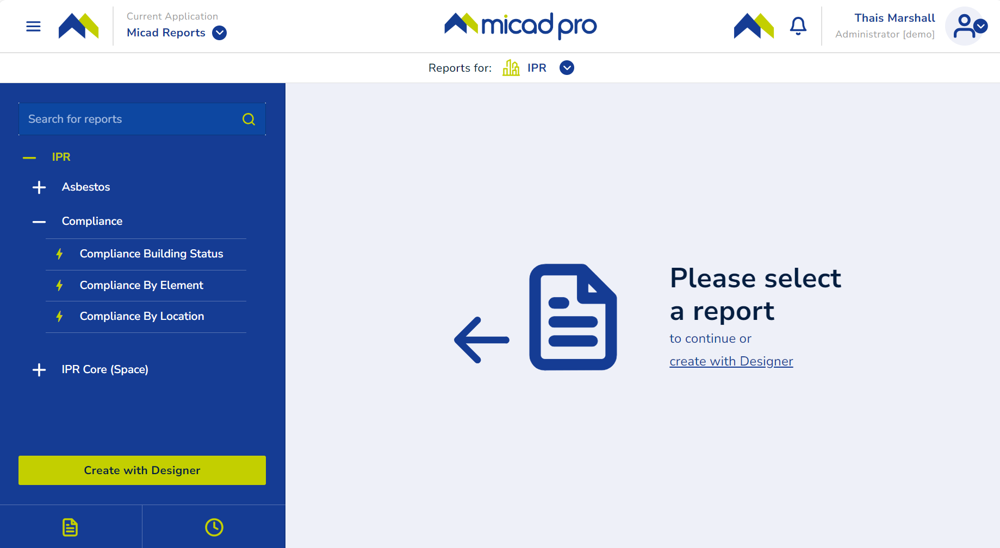 Current Application
Micad Reports
micad pro
Thais Marshall
Administrator [demo]
Reports for: IPR
Search for reports
IPR
Asbestos
Compliance
Compliance Building Status
Compliance By Element
Compliance By Location
IPR Core (Space)
Create with Designer
Please select
a report
to continue or
create with Designer